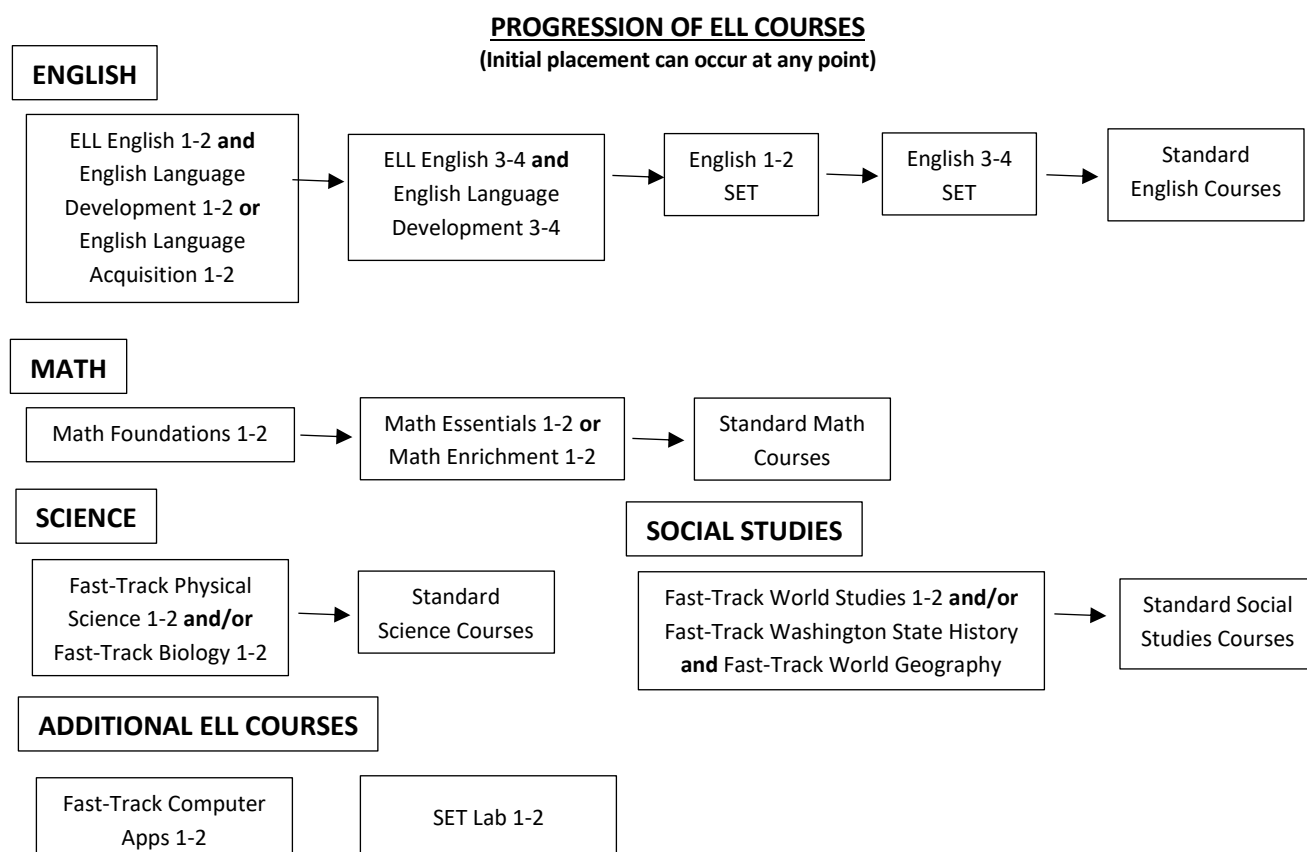 PROGRESSION OF ELL COURSES
(Initial placement can occur at any point)
ENGLISH
ELL English 1-2 and
English Language
Development 1-2 or
English Language
Acquisition 1-2
ELL English 3-4 and
English Language
Development 3-4
English 1-2
SET
English 3-4
SET
Standard
English Courses
MATH
Math Foundations 1-2
Math Essentials 1-2 or
Math Enrichment 1-2
Standard Math
Courses
SCIENCE
Fast-Track Physical
Science 1-2 and/or
Fast-Track Biology 1-2
Standard
Science Courses
SOCIAL STUDIES
Fast-Track World Studies 1-2 and/or
Fast-Track Washington State History
and Fast-Track World Geography
Standard Social
Studies Courses
ADDITIONAL ELL COURSES
Fast-Track Computer
Apps 1-2
SET Lab 1-2